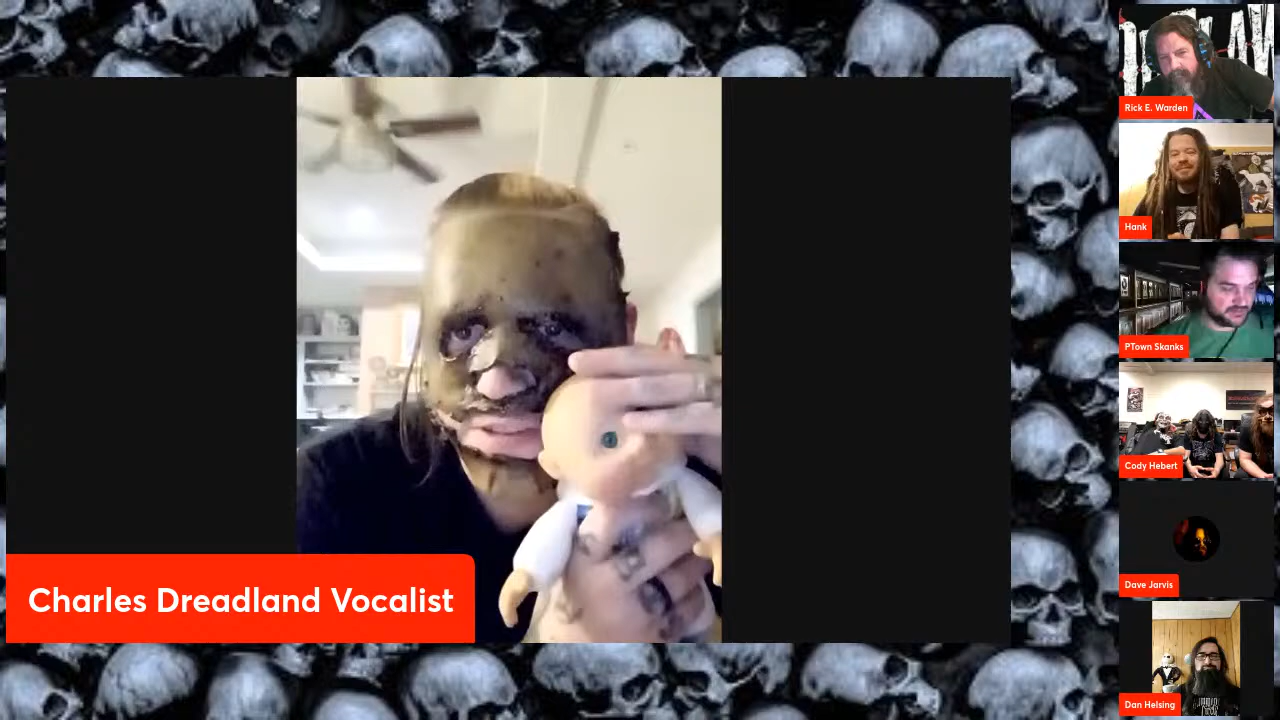 Charles Dreadland Vocalist
Rick E. Warden
Hank
PTown Skanks
Cody Hebert
Dave Jarvis
Dan Helsing